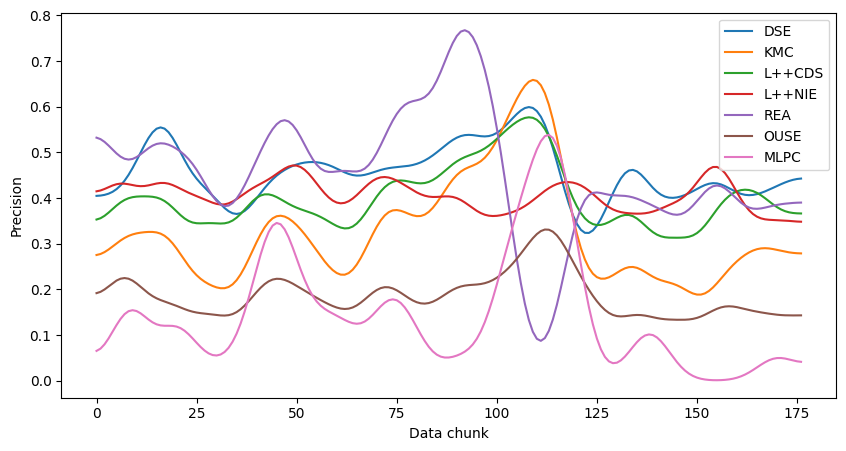 0.8
0.7
0.6
0.5
0.4
0.3
0.2
0.1
0.0
Precision
0
25
50
75
100
125
150
175
Data chunk
DSE
KMC
L++CDS
L++NIE
REA
OUSE
MLPC